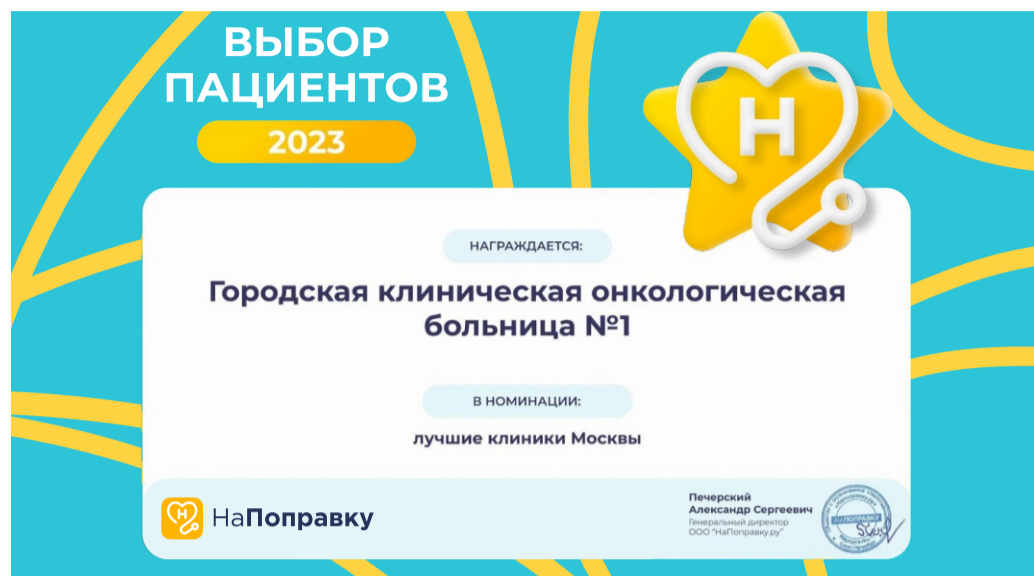 ВЫБОР
ПАЦИЕНТОВ
2023
Н
НАГРАЖДАЕТСЯ:
Городская клиническая онкологическая
больница №1
В НОМИНАЦИИ:
лучшие клиники Москвы
Н
НаПоправку
Печерский
Александр Сергеевич
Генеральный директор
ООО "НаПоправку.ру"
НАПОПРАВКУ